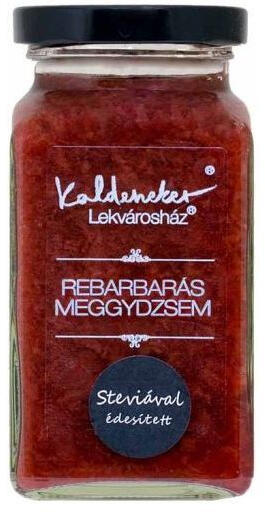 Kaldeneker®
Lekvárosház®
REBARBARÁS
MEGGYDZSEM
Steviával
édesített